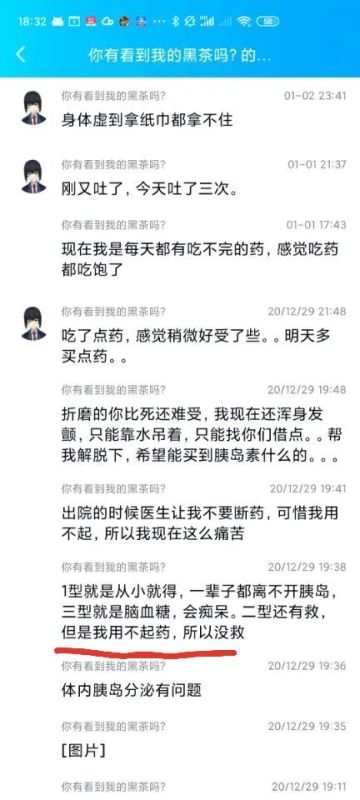 18:32
58
你有看到我的黑茶吗? 的...
你有看到我的黑茶吗?
01-02 23:41
身体虚到拿纸巾都拿不住
你有看到我的黑茶吗?
01-01 21:37
刚又吐了，今天吐了三次。
你有看到我的黑茶吗?
01-01 17:43
现在我是每天都有吃不完的药，感觉吃药
都吃饱了
你有看到我的黑茶吗?
20/12/29 21:48
吃了点药，感觉稍微好受了些。。明天多
买点药。。
你有看到我的黑茶吗?
20/12/29 19:48
折磨的你比死还难受，我现在还浑身发
颤，只能靠水吊着，只能找你们借点。。帮
我解脱下，希望能买到胰岛素什么的。。。
你有看到我的黑茶吗?
20/12/29 19:41
出院的时候医生让我不要断药，可惜我用
不起，所以我现在这么痛苦
你有看到我的黑茶吗?
20/12/29 19:38
1型就是从小就得，一辈子都离不开胰岛，
三型就是脑血糖，会痴呆。二型还有救，
但是我用不起药，所以没救
你有看到我的黑茶吗?
20/12/29 19:36
体内胰岛分泌有问题
你有看到我的黑茶吗?
20/12/29 19:35
[图片]
你有看到我的黑茶吗?
20/12/29 19:11